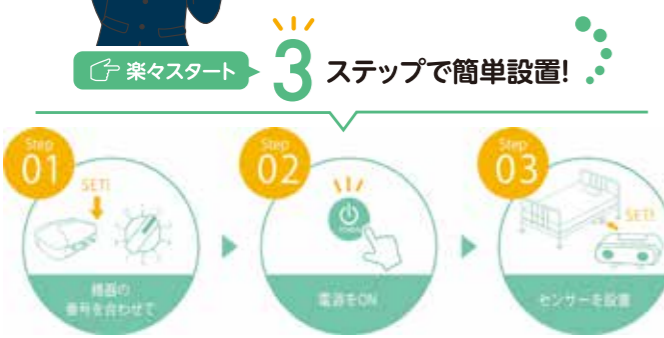 楽々スタート
3ステップで簡単設置!
Step
01
SET!
機器の
番号を合わせて
Step
02
電源をON
Step
03
SET!
センサーを設置